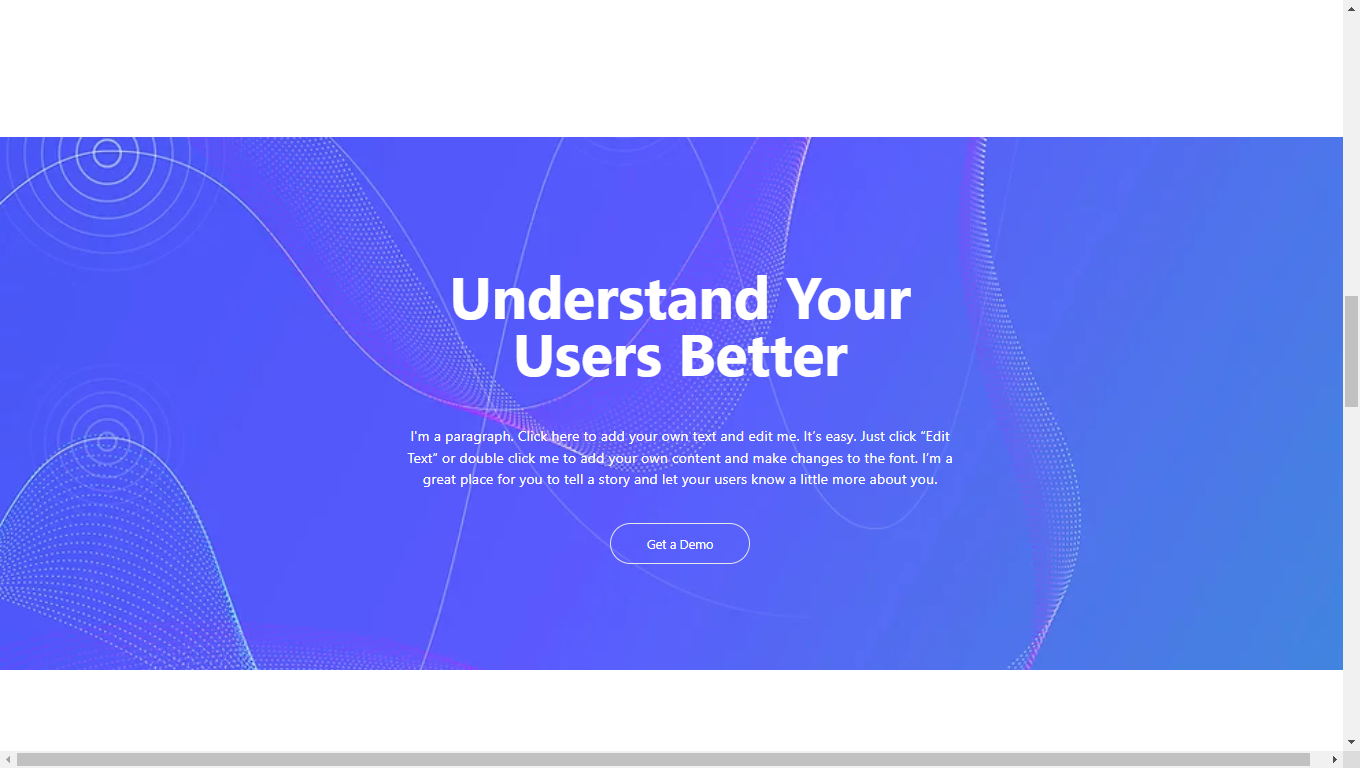 Understand Your
Users Better
I'm a paragraph. Click here to add your own text and edit me. It’s easy. Just click “Edit
Text” or double click me to add your own content and make changes to the font. I’m a
great place for you to tell a story and let your users know a little more about you.
Get a Demo